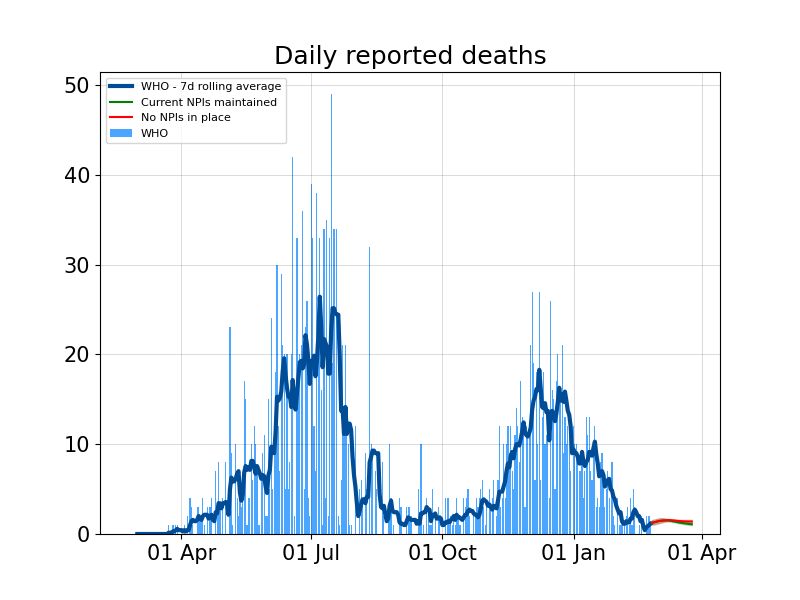 Daily reported deaths
WHO - 7d rolling average
Current NPIs maintained
No NPIs in place
WHO
50
40
30
20
10
0
01 Apr 01 Jul 01 Oct 01 Jan 01 Apr